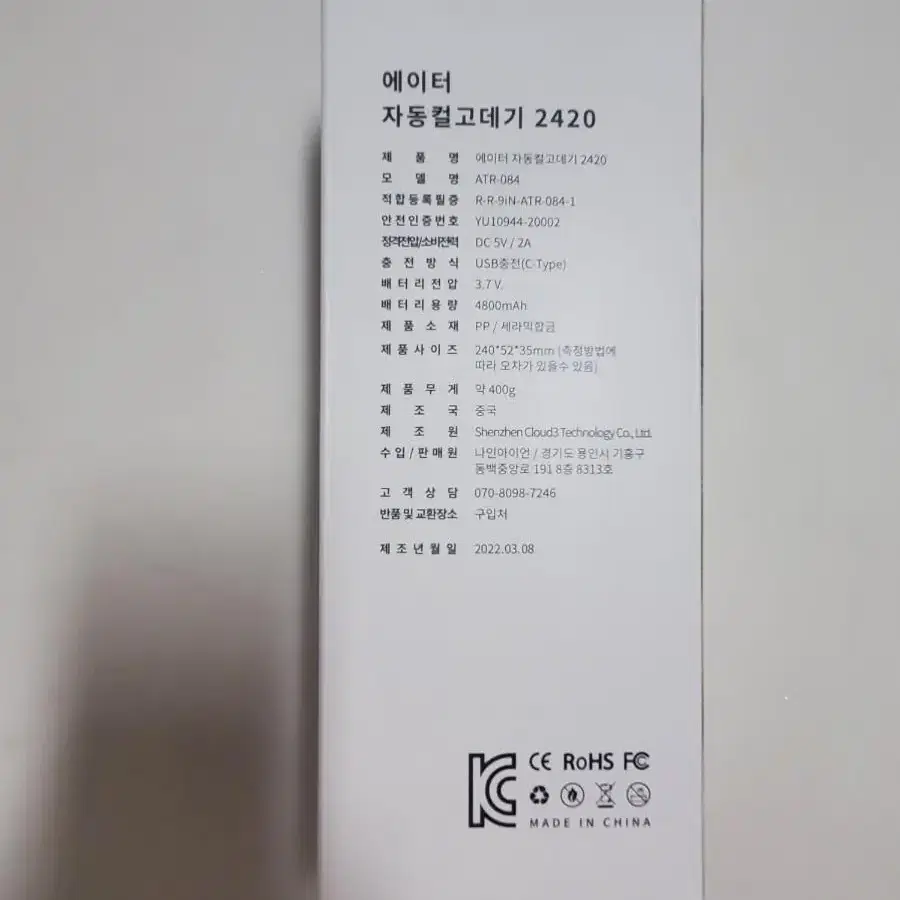 에이터
자동컬고데기 2420
제 품 명 에이터 자동컬고데기 2420
모 델 명 ATR-084
적합등록필증 R-R-9iN-ATR-084-1
안전인증번호 YU10944-20002
정격전압/소비전력 DC 5V / 2A
충 전 방 식 USB충전(C-Type)
배 터 리 전 압 3.7 V
배 터 리 용 량 4800mAh
제 품 소 재 PP / 세라믹합금
제 품 사 이 즈 240*52*35mm (측정방법에
따라 오차가 있을수 있음)
제 품 무 게 약 400g
제 조 국 중국
제 조 원 Shenzhen Cloud3 Technology Co., Ltd.
수 입 / 판 매 원 나인아이언 / 경기도 용인시 기흥구
동백중앙로 191 8층 8313호
고 객 상 담 070-8098-7246
반품 및 교환장소 구입처
제 조 년 월 일 2022.03.08
KC CE RoHS FC
MADE IN CHINA